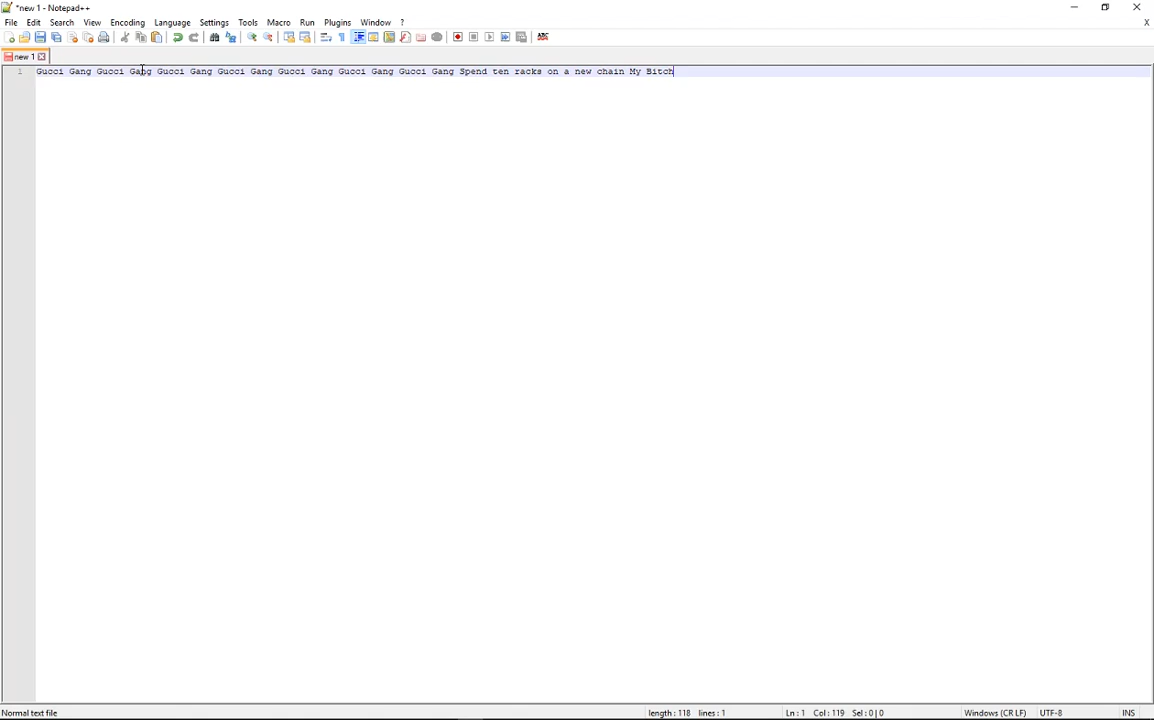 *new 1 - Notepad++
File Edit Search View Encoding Language Settings Tools Macro Run Plugins Window ? X
ABC
new 1
1 Gucci Gang Gucci Gang Gucci Gang Gucci Gang Gucci Gang Gucci Gang Gucci Gang Spend ten racks on a new chain My Bitch
Normal text file length : 118 lines : 1 Ln : 1 Col : 119 Sel : 0 | 0 Windows (CR LF) UTF-8 INS